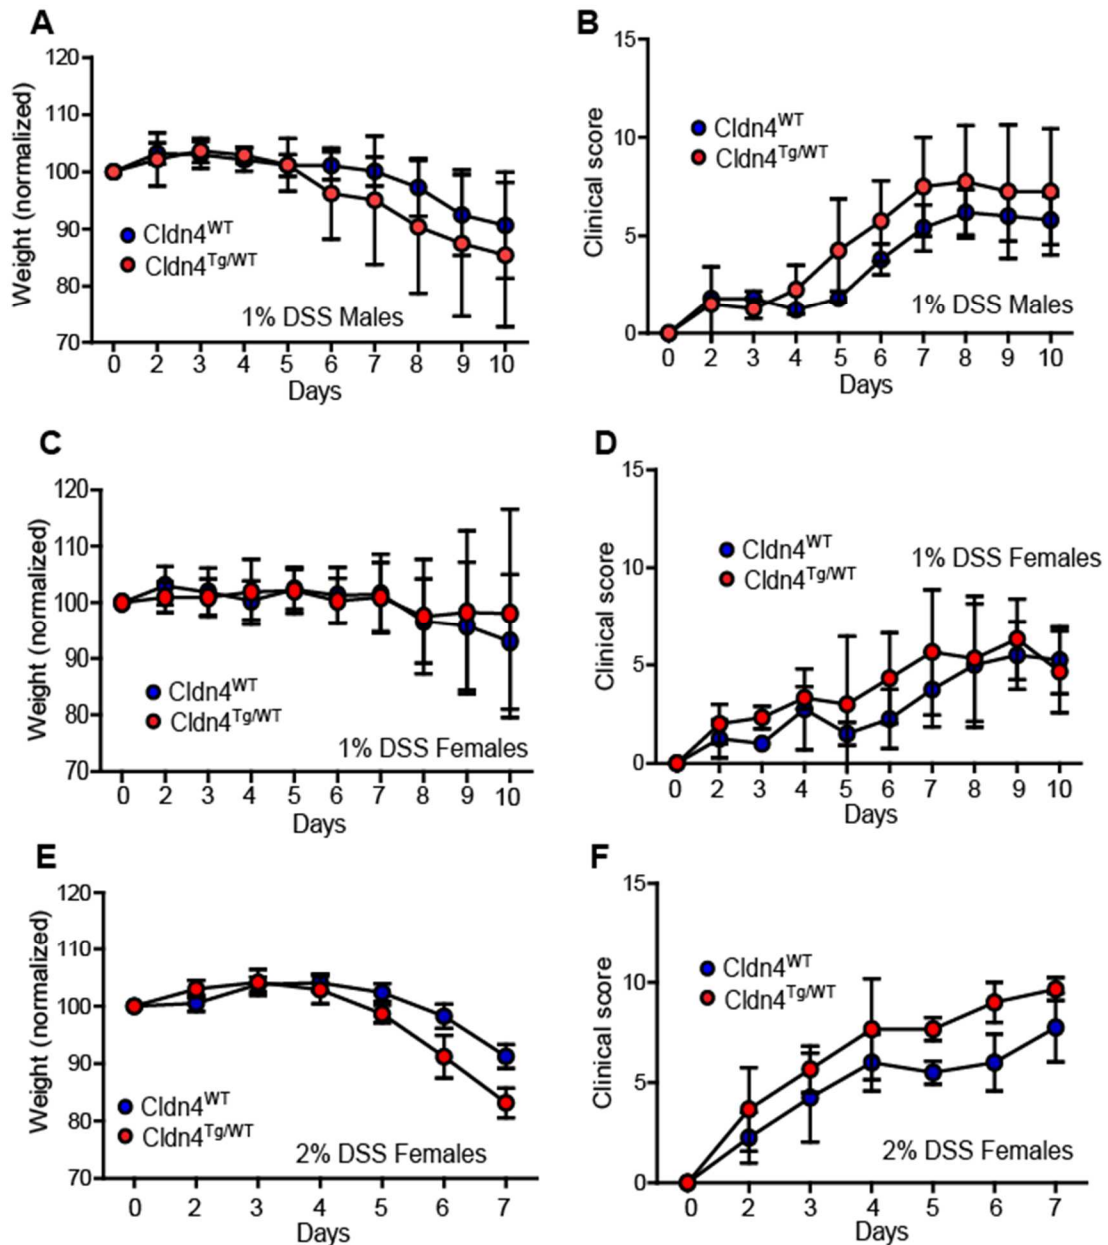 A
120
110
100
90
80
70
Weight (normalized)
Cldn4WT
Cldn4Tg/WT
1% DSS Males
0 2 3 4 5 6 7 8 9 10
Days
B
15
10
5
0
Clinical score
Cldn4WT
Cldn4Tg/WT
1% DSS Males
0 2 3 4 5 6 7 8 9 10
Days
C
120
110
100
90
80
70
Weight (normalized)
Cldn4WT
Cldn4Tg/WT
1% DSS Females
0 2 3 4 5 6 7 8 9 10
Days
D
15
10
5
0
Clinical score
Cldn4WT
Cldn4Tg/WT
1% DSS Females
0 2 3 4 5 6 7 8 9 10
Days
E
120
110
100
90
80
70
Weight (normalized)
Cldn4WT
Cldn4Tg/WT
2% DSS Females
0 2 3 4 5 6 7
Days
F
15
10
5
0
Clinical score
Cldn4WT
Cldn4Tg/WT
2% DSS Females
0 2 3 4 5 6 7
Days